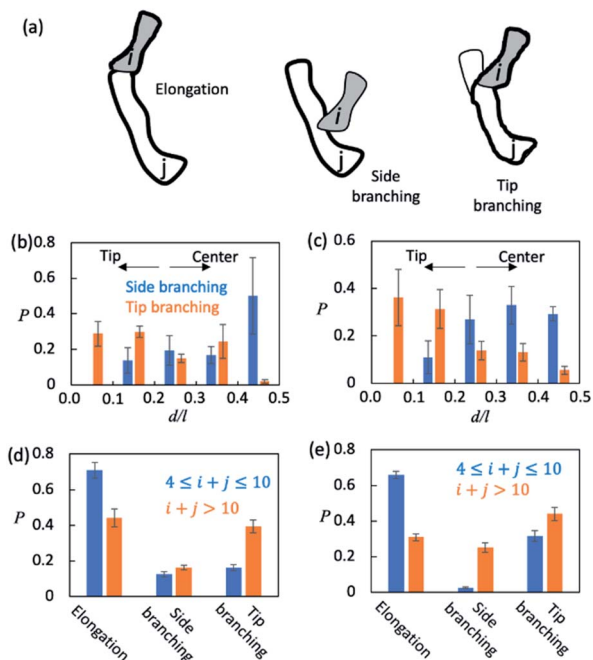 (a)
i
Elongation
j
i
j
Side
branching
i
j
Tip
branching
(b)
0.8
0.6
0.4
0.2
0
P
Tip
Center
Side branching
Tip branching
0.0 0.1 0.2 0.3 0.4 0.5
d/l
(c)
0.6
0.4
0.2
0
P
Tip
Center
0.0 0.1 0.2 0.3 0.4 0.5
d/l
(d)
0.8
0.6
0.4
0.2
0
P
4 ≤ i + j ≤ 10
i + j > 10
Elongation
Side
branching
Tip
branching
(e)
0.8
0.6
0.4
0.2
0
P
4 ≤ i + j ≤ 10
i + j > 10
Elongation
Side
branching
Tip
branching